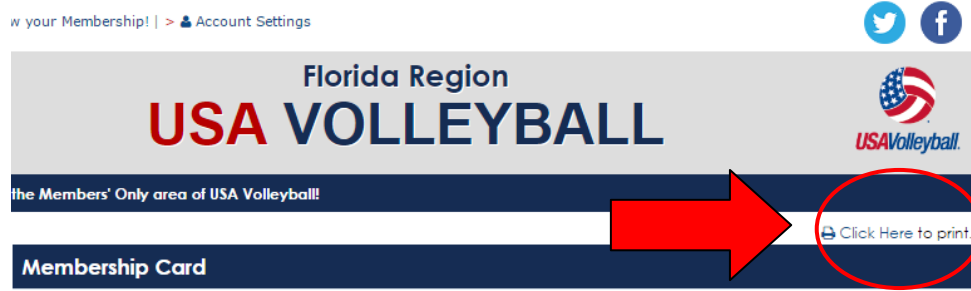 w your Membership! | > Account Settings
Florida Region
USA VOLLEYBALL
USAVolleyball.
the Members' Only area of USA Volleyball!
Click Here to print.
Membership Card